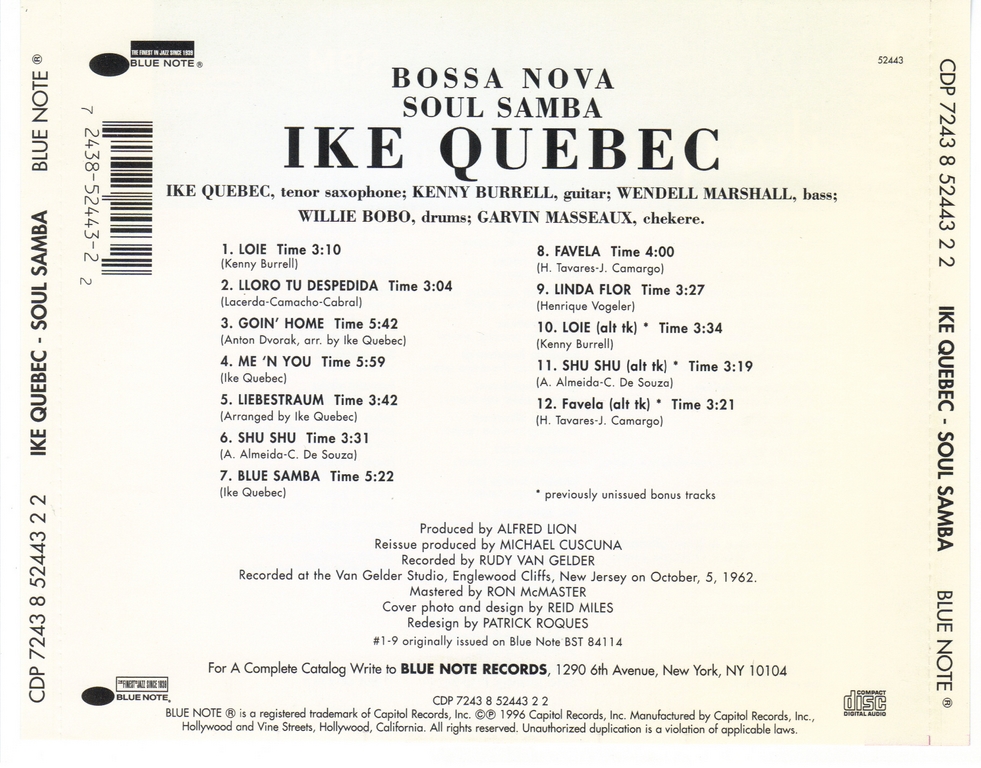 THE FINEST IN JAZZ SINCE 1939
BLUE NOTE®
52443
BOSSA NOVA
SOUL SAMBA
IKE QUEBEC
IKE QUEBEC, tenor saxophone; KENNY BURRELL, guitar; WENDELL MARSHALL, bass;
WILLIE BOBO, drums; GARVIN MASSEAUX, chekere.
7 2438-52443-2 2
1. LOIE Time 3:10
(Kenny Burrell)
2. LLORO TU DESPEDIDA Time 3:04
(Lacerda-Camacho-Cabral)
3. GOIN' HOME Time 5:42
(Anton Dvorak, arr. by Ike Quebec)
4. ME 'N YOU Time 5:59
(Ike Quebec)
5. LIEBESTRAUM Time 3:42
(Arranged by Ike Quebec)
6. SHU SHU Time 3:31
(A. Almeida-C. De Souza)
7. BLUE SAMBA Time 5:22
(Ike Quebec)
8. FAVELA Time 4:00
(H. Tavares-J. Camargo)
9. LINDA FLOR Time 3:27
(Henrique Vogeler)
10. LOIE (alt tk) * Time 3:34
(Kenny Burrell)
11. SHU SHU (alt tk) * Time 3:19
(A. Almeida-C. De Souza)
12. Favela (alt tk) * Time 3:21
(H. Tavares-J. Camargo)
* previously unissued bonus tracks
Produced by ALFRED LION
Reissue produced by MICHAEL CUSCUNA
Recorded by RUDY VAN GELDER
Recorded at the Van Gelder Studio, Englewood Cliffs, New Jersey on October, 5, 1962.
Mastered by RON McMASTER
Cover photo and design by REID MILES
Redesign by PATRICK ROQUES
#1-9 originally issued on Blue Note BST 84114
For A Complete Catalog Write to BLUE NOTE RECORDS, 1290 6th Avenue, New York, NY 10104
THE FINEST IN JAZZ SINCE 1939
BLUE NOTE®
CDP 7243 8 52443 2 2
BLUE NOTE ® is a registered trademark of Capitol Records, Inc. ©℗ 1996 Capitol Records, Inc. Manufactured by Capitol Records, Inc.,
Hollywood and Vine Streets, Hollywood, California. All rights reserved. Unauthorized duplication is a violation of applicable laws.
COMPACT
disc
DIGITAL AUDIO
CDP 7243 8 52443 2 2 IKE QUEBEC - SOUL SAMBA BLUE NOTE ®
CDP 7243 8 52443 2 2 IKE QUEBEC - SOUL SAMBA BLUE NOTE ®